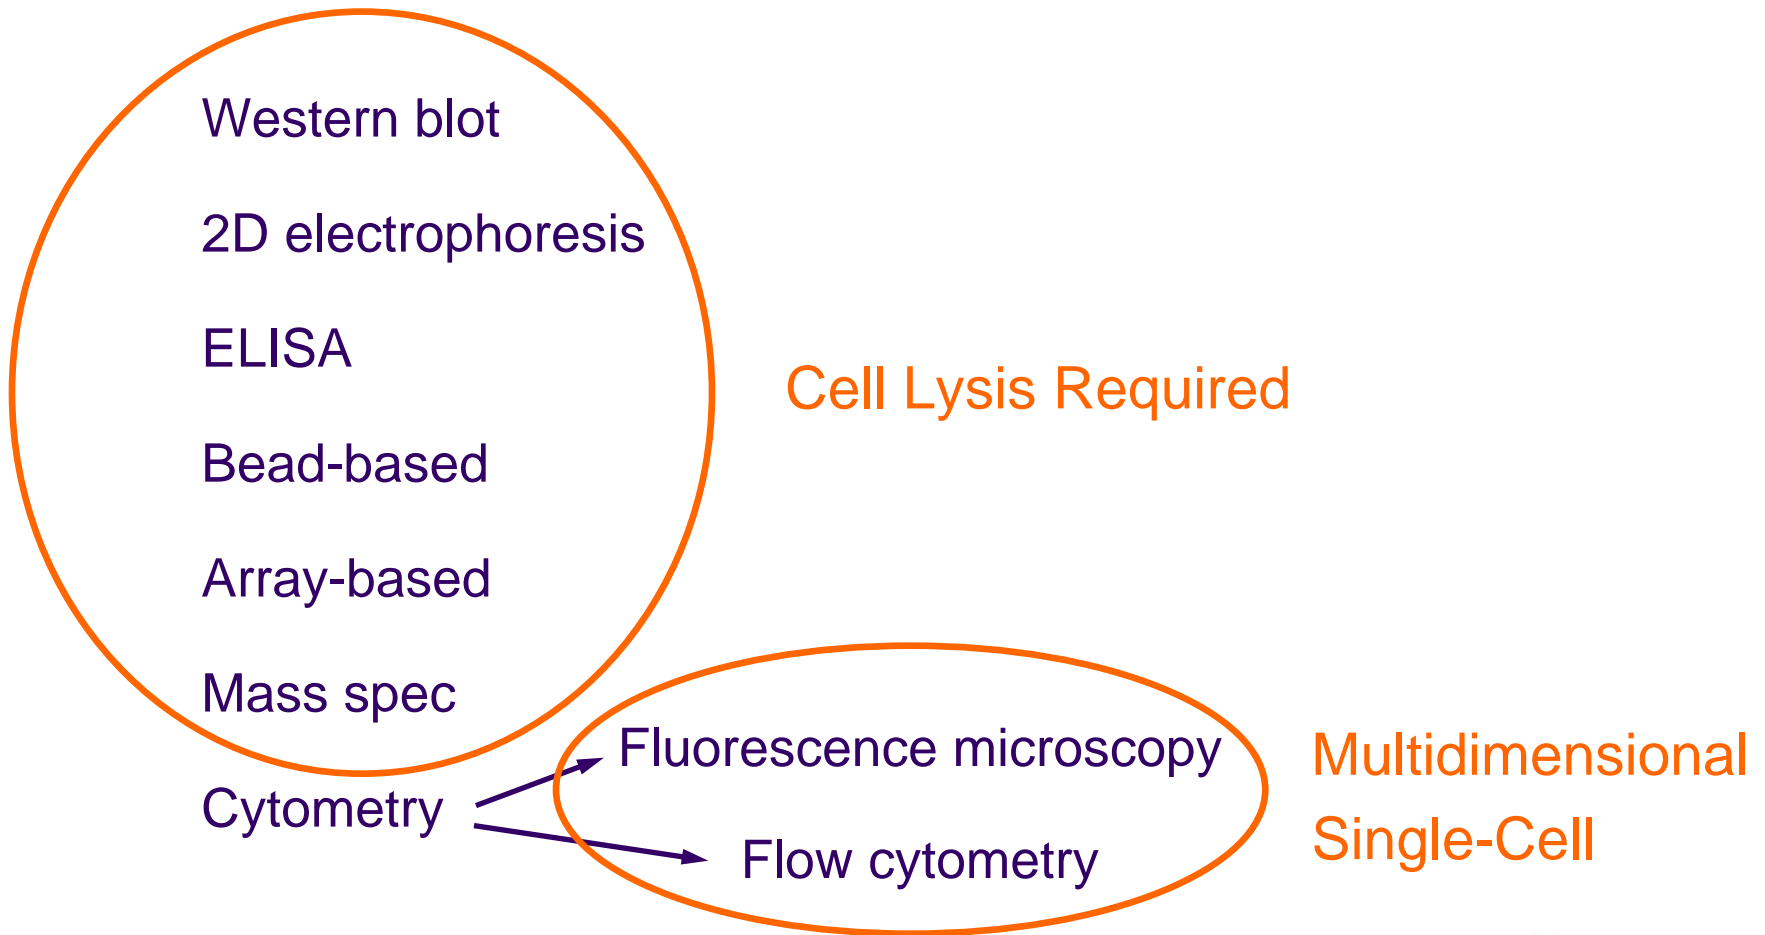 Western blot
2D electrophoresis
ELISA
Cell Lysis Required
Bead-based
Array-based
Mass spec
Cytometry
Fluorescence microscopy
Flow cytometry
Multidimensional
Single-Cell